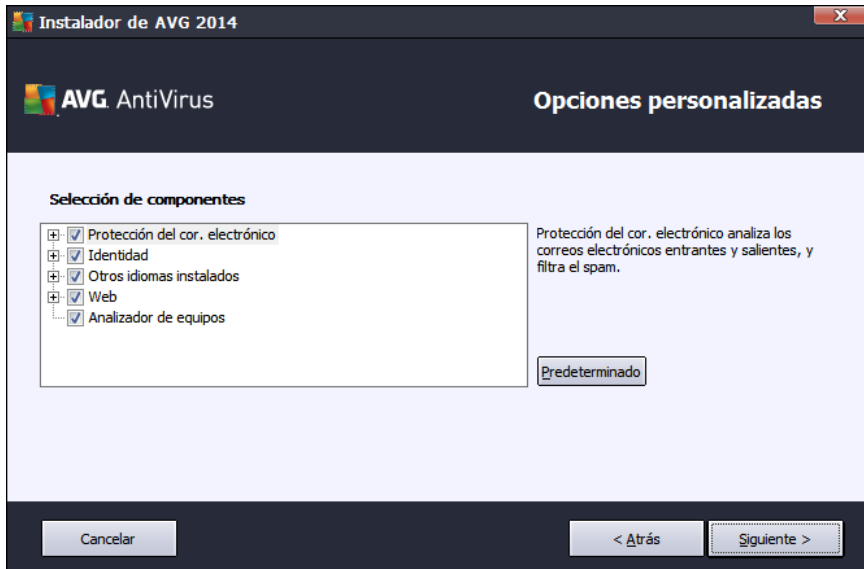 Instalador de AVG 2014
X
AVG. AntiVirus
Opciones personalizadas
Selección de componentes
Protección del cor. electrónico
Identidad
Otros idiomas instalados
Web
Analizador de equipos
Protección del cor. electrónico analiza los
correos electrónicos entrantes y salientes, y
filtra el spam.
Predeterminado
Cancelar
< Atrás
Siguiente >